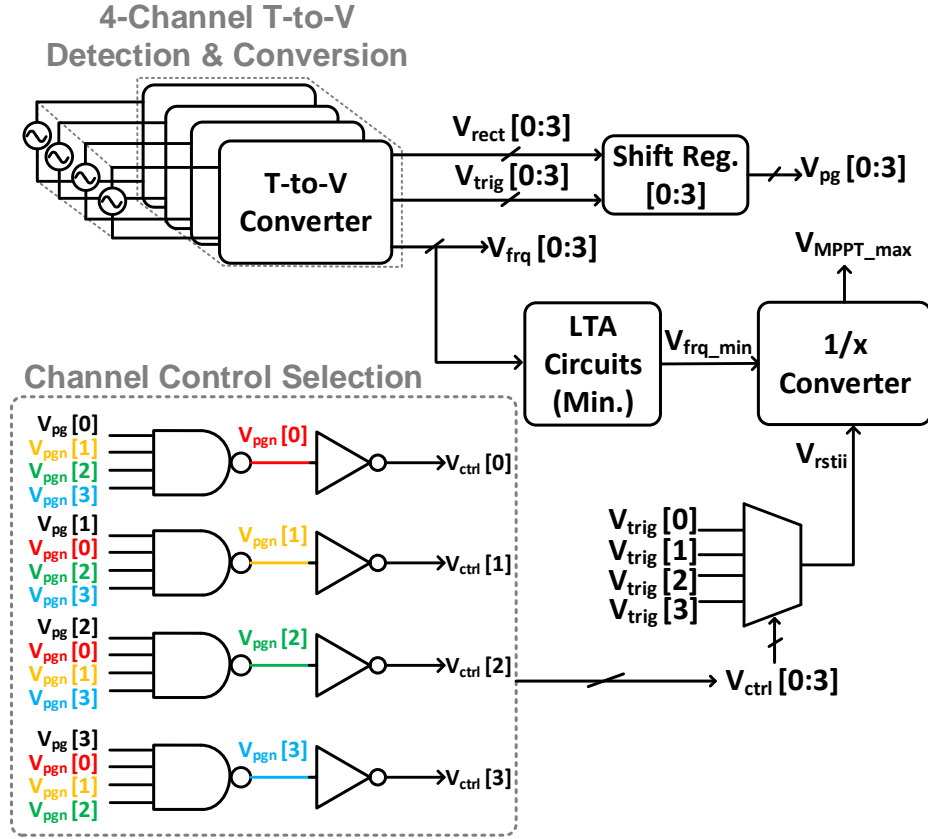 4-Channel T-to-V
Detection & Conversion
T-to-V
Converter
Vrect [0:3]
Vtrig [0:3]
Vfrq [0:3]
Shift Reg.
[0:3]
Vpg [0:3]
VMPPT_max
LTA
Circuits
(Min.)
Vfrq_min
1/x
Converter
Vrstii
Channel Control Selection
Vpg [0]
Vpgn [1]
Vpgn [2]
Vpgn [3]
Vpgn [0]
Vctrl [0]
Vpg [1]
Vpgn [0]
Vpgn [2]
Vpgn [3]
Vpgn [1]
Vctrl [1]
Vpg [2]
Vpgn [0]
Vpgn [1]
Vpgn [3]
Vpgn [2]
Vctrl [2]
Vpg [3]
Vpgn [0]
Vpgn [1]
Vpgn [2]
Vpgn [3]
Vctrl [3]
Vtrig [0]
Vtrig [1]
Vtrig [2]
Vtrig [3]
Vctrl [0:3]